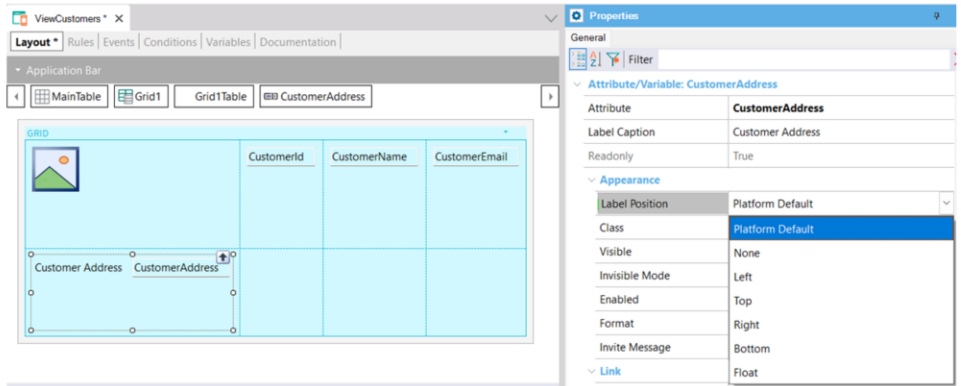 ViewCustomers * X
Layout * | Rules | Events | Conditions | Variables | Documentation |
Application Bar
MainTable Grid1 Grid1Table CustomerAddress
GRID
CustomerId CustomerName CustomerEmail
Customer Address CustomerAddress
Properties
General
Filter
Attribute/Variable: CustomerAddress
Attribute CustomerAddress
Label Caption Customer Address
Readonly True
Appearance
Label Position Platform Default
Class Platform Default
Visible None
Invisible Mode Left
Enabled Top
Format Right
Invite Message Bottom
Link Float